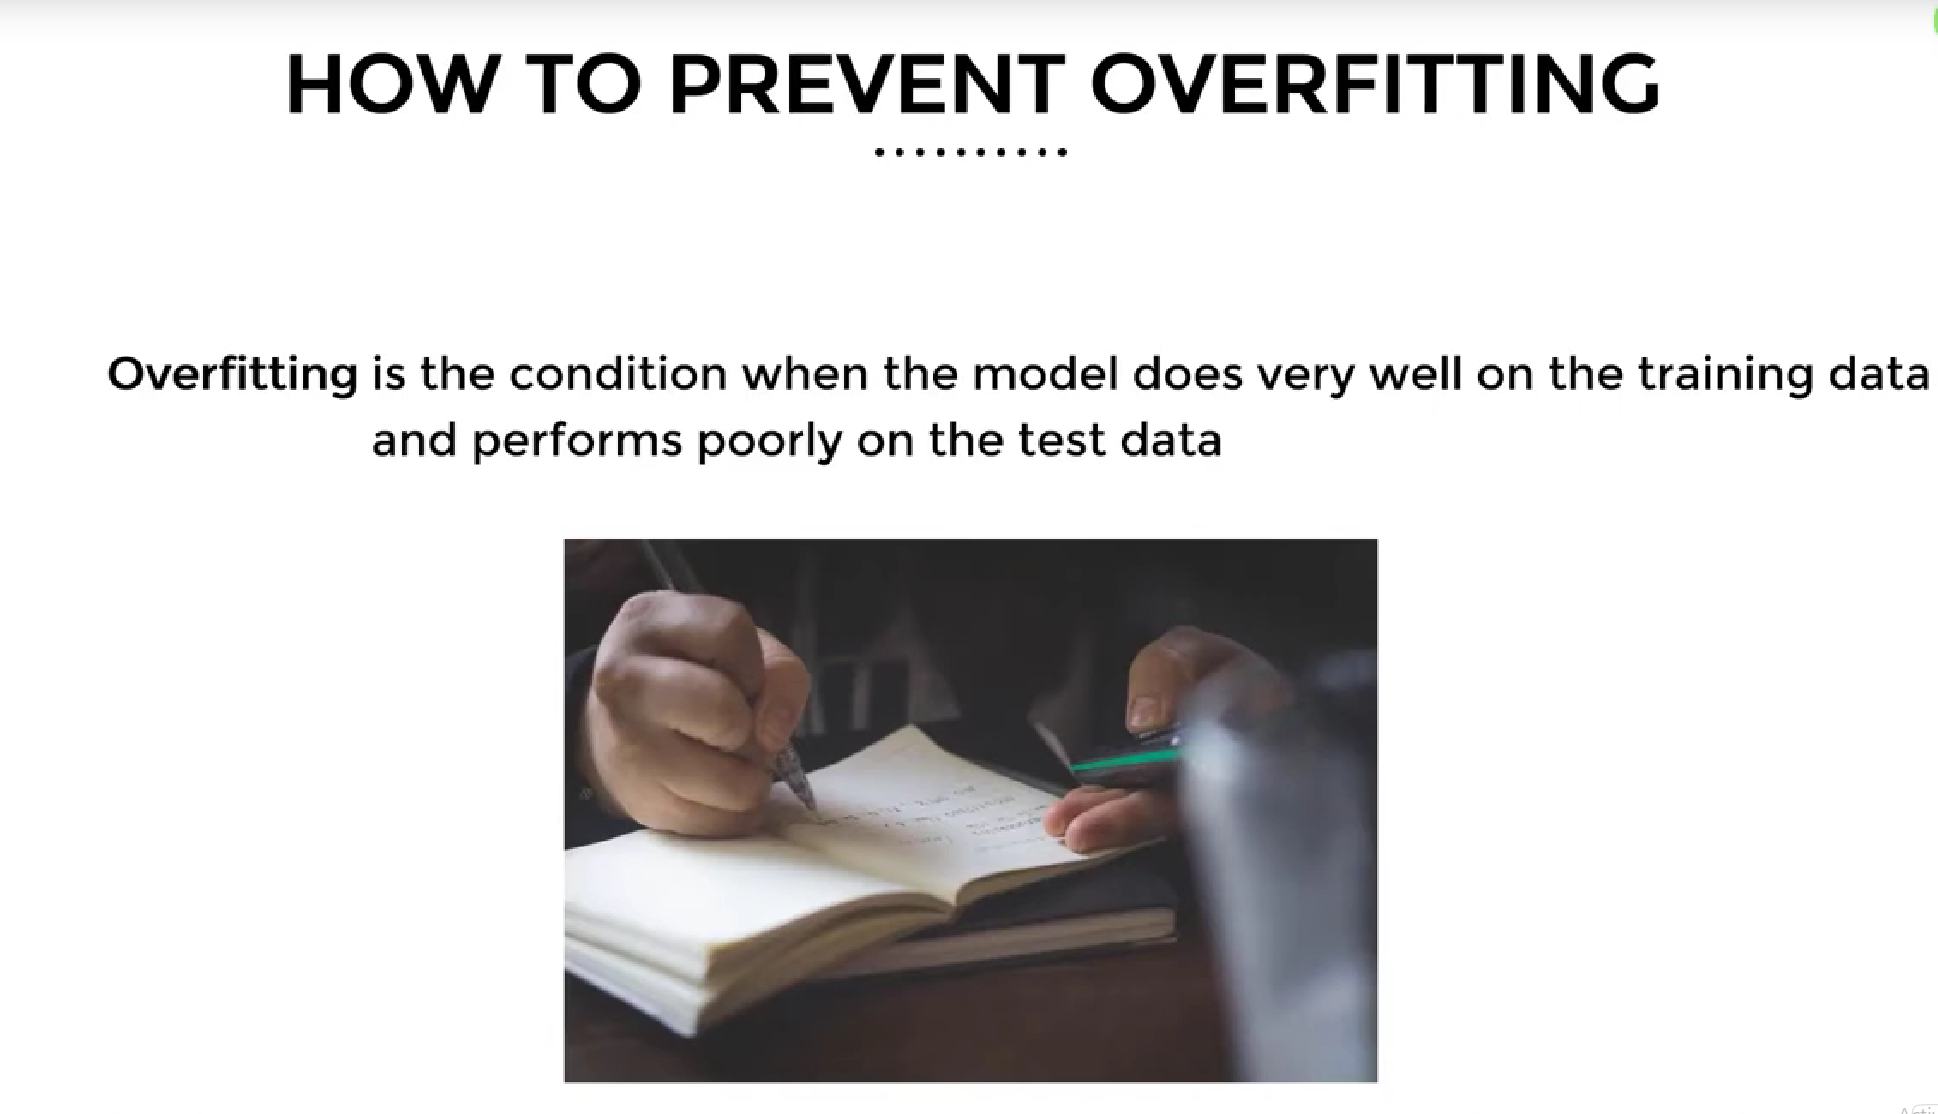 HOW TO PREVENT OVERFITTING
Overfitting is the condition when the model does very well on the training data
and performs poorly on the test data